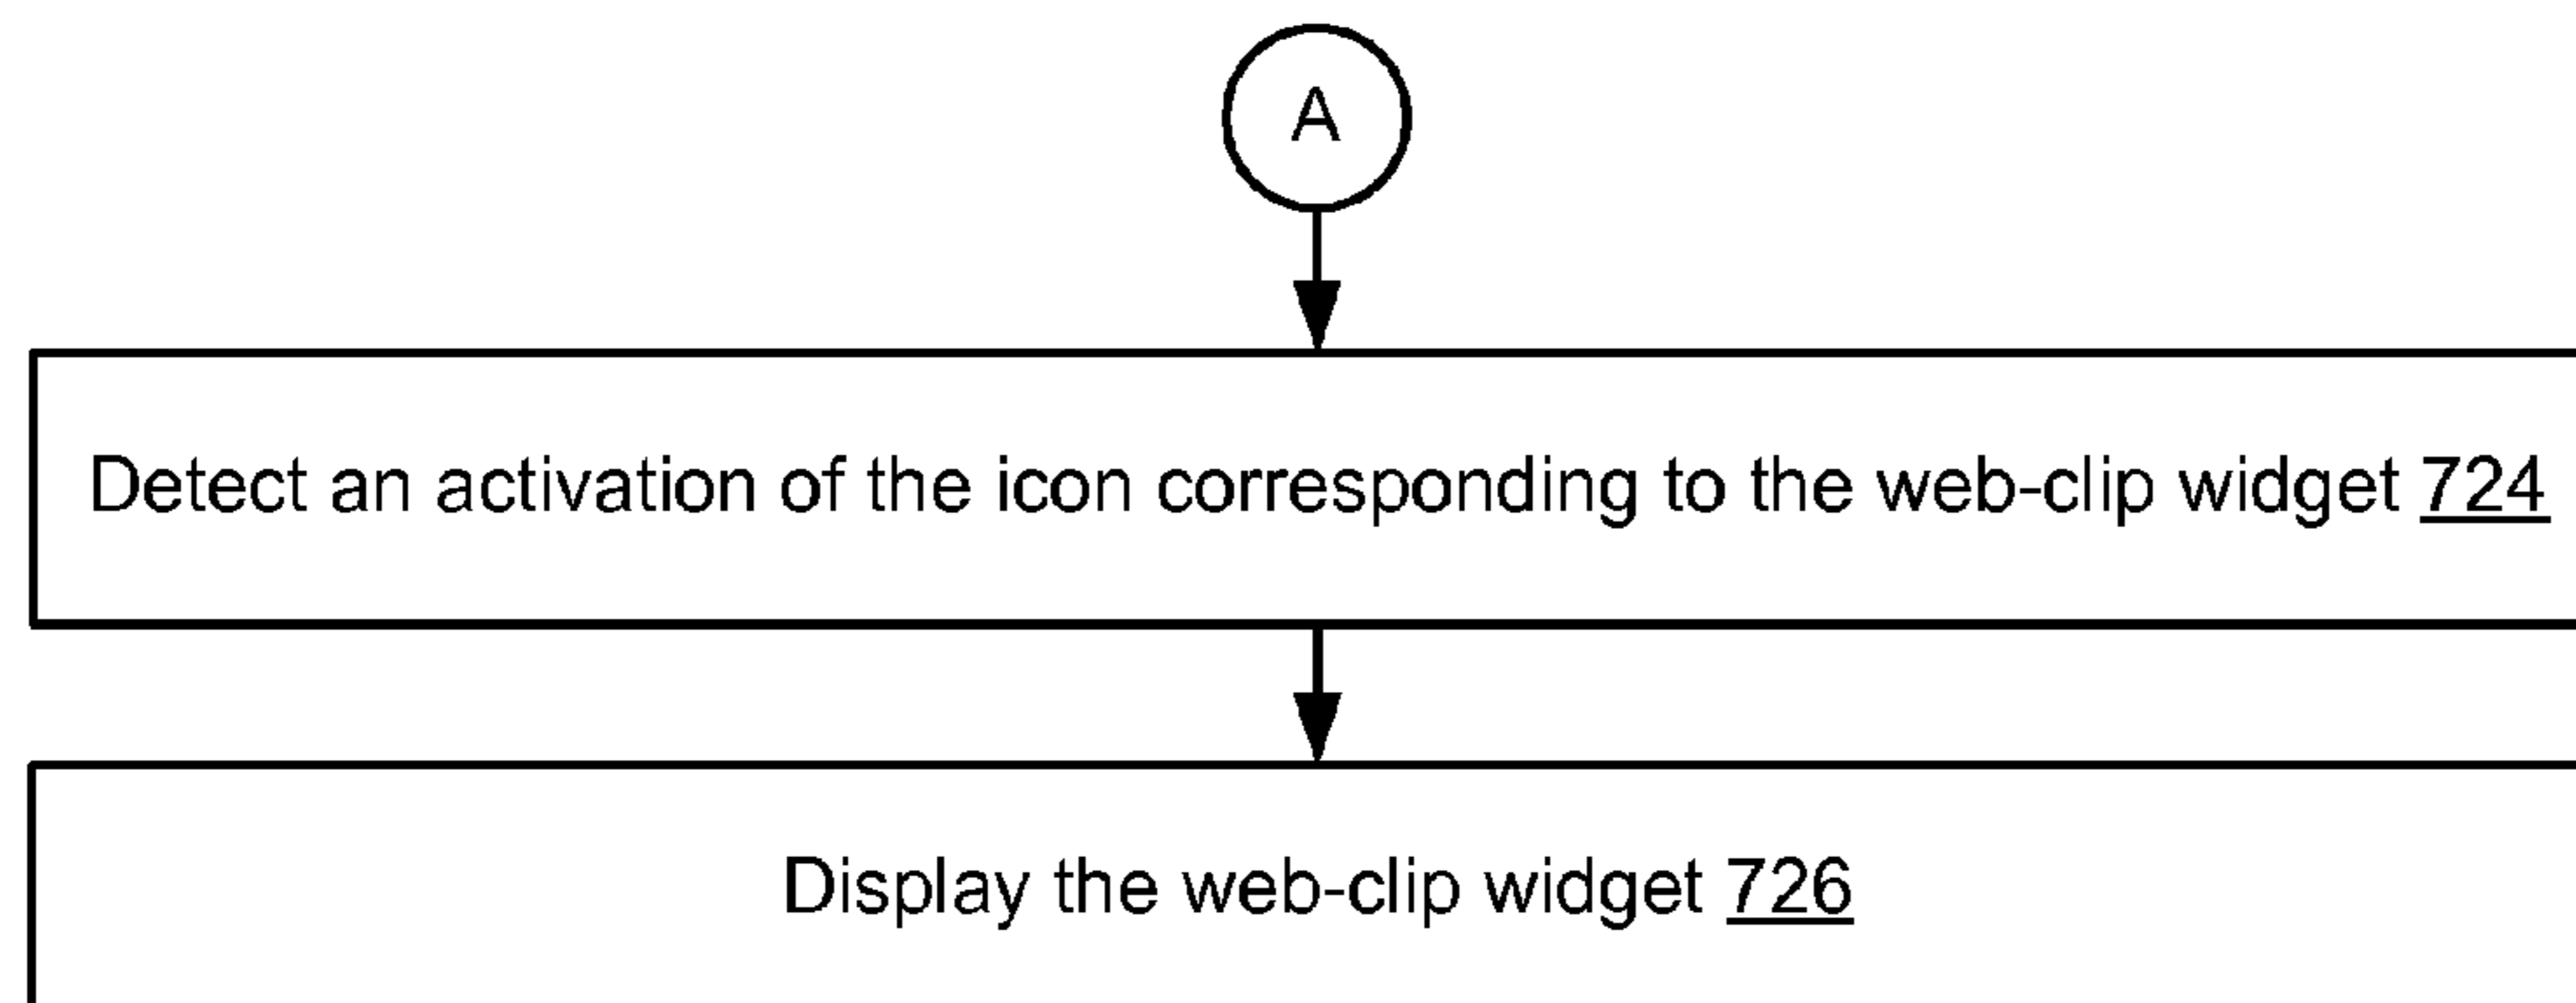 A
Detect an activation of the icon corresponding to the web-clip widget 724
Display the web-clip widget 726